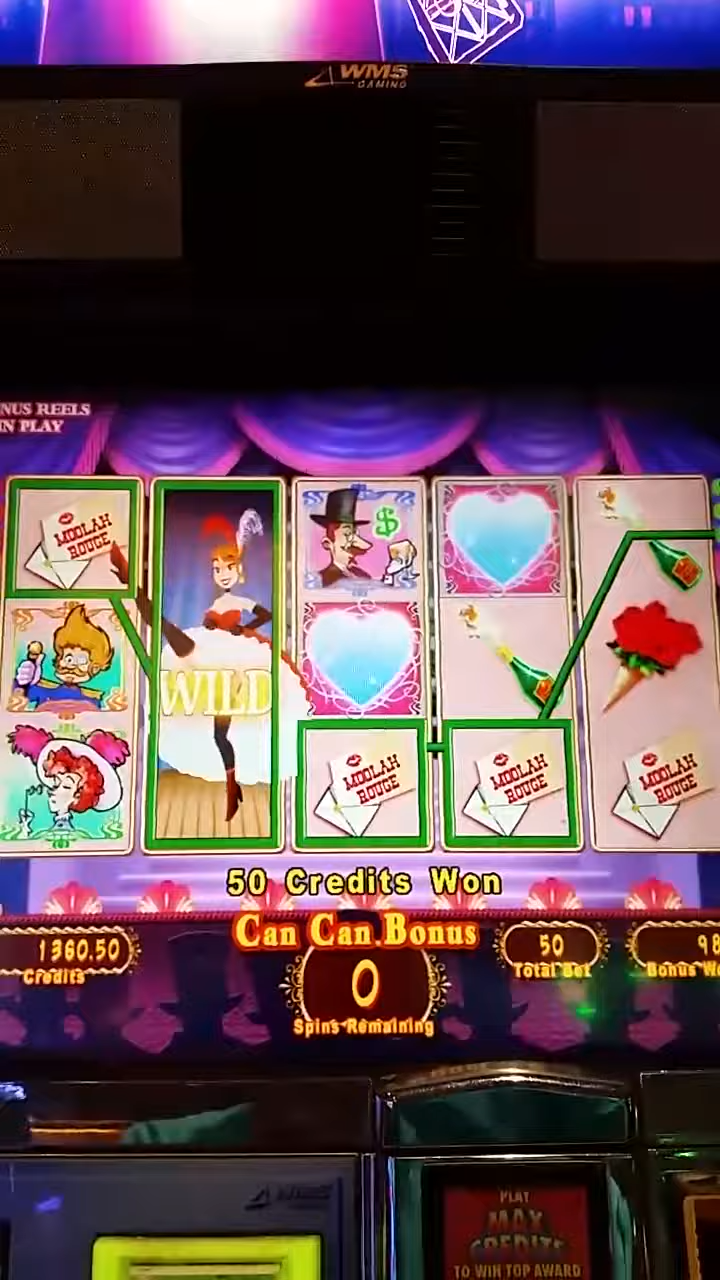 WMS
GAMING
NUS REELS
IN PLAY
MOOLAH
ROUGE
$
WILD
MOOLAH
ROUGE
MOOLAH
ROUGE
MOOLAH
ROUGE
50 Credits Won
Can Can Bonus
1360.50
Credits
0
Spins Remaining
50
Total Bet
98
Bonus W
PLAY
MAX
CREDITS
TO WIN TOP AWARD